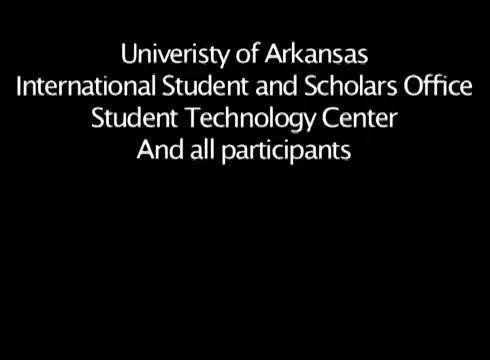 Univeristy of Arkansas
International Student and Scholars Office
Student Technology Center
And all participants